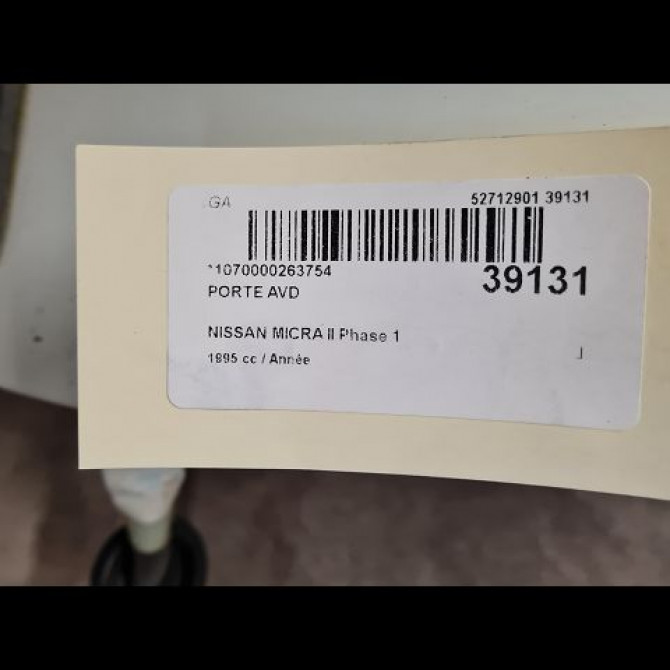 GA 52712901 39131
*1070000263754 39131
PORTE AVD
NISSAN MICRA II Phase 1
1895 cc / Année